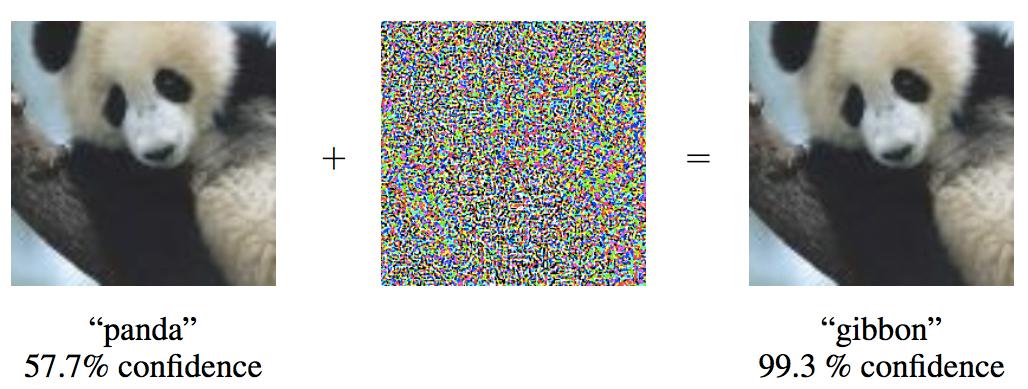 + =
“panda” “gibbon”
57.7% confidence 99.3 % confidence